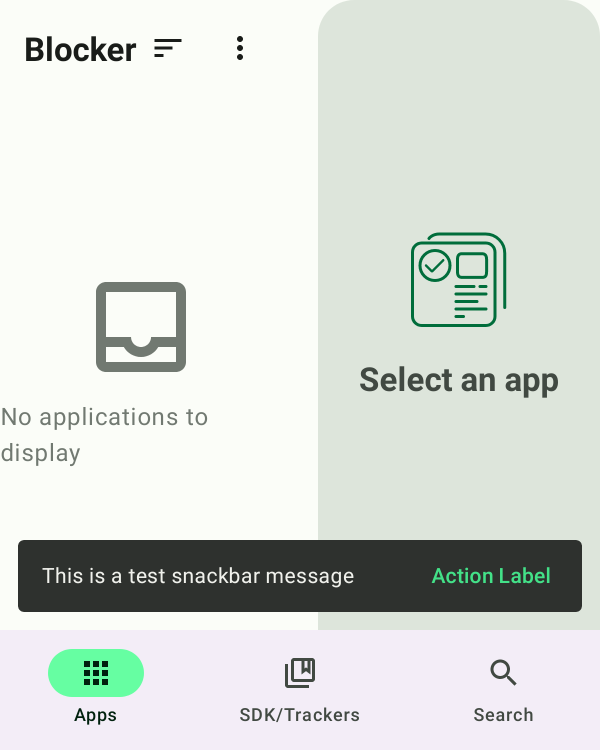 Blocker
No applications to
display
Select an app
This is a test snackbar message
Action Label
Apps
SDK/Trackers
Search